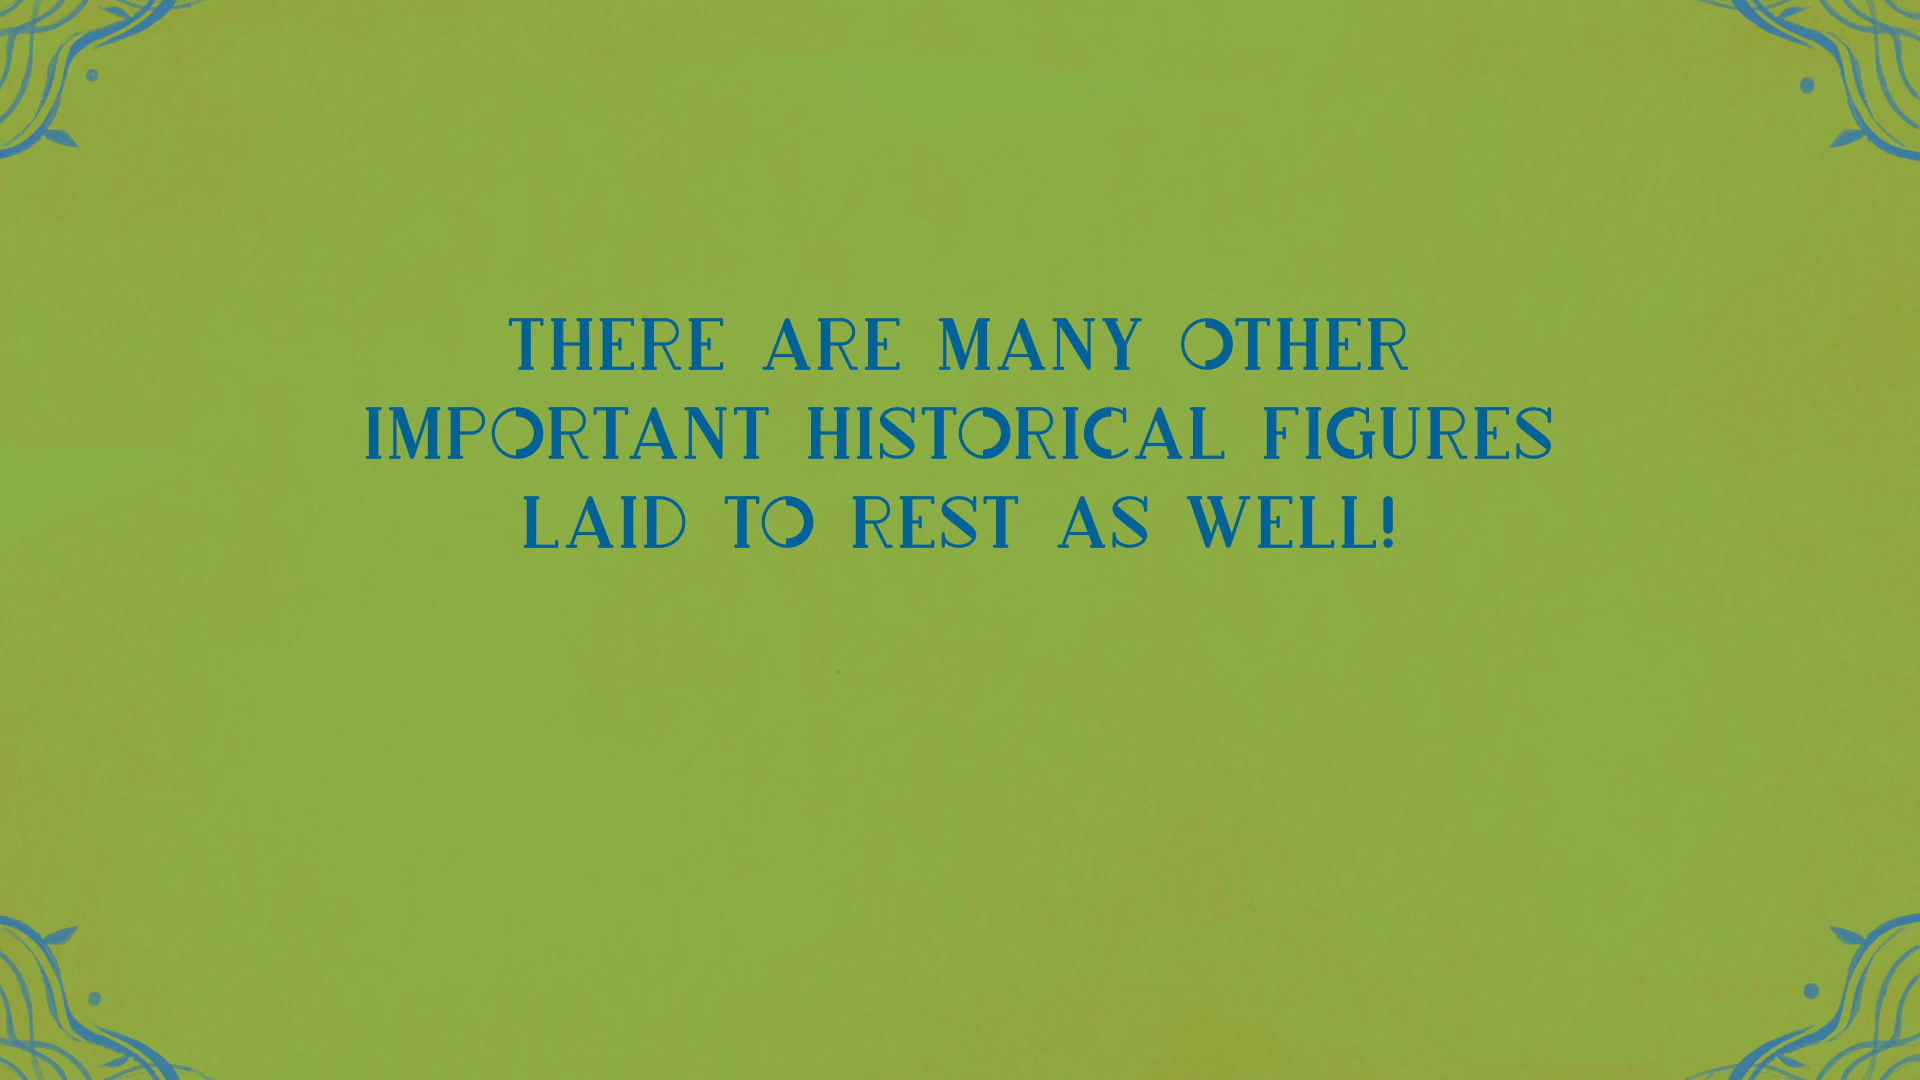 THERE ARE MANY OTHER
IMPORTANT HISTORICAL FIGURES
LAID TO REST AS WELL!